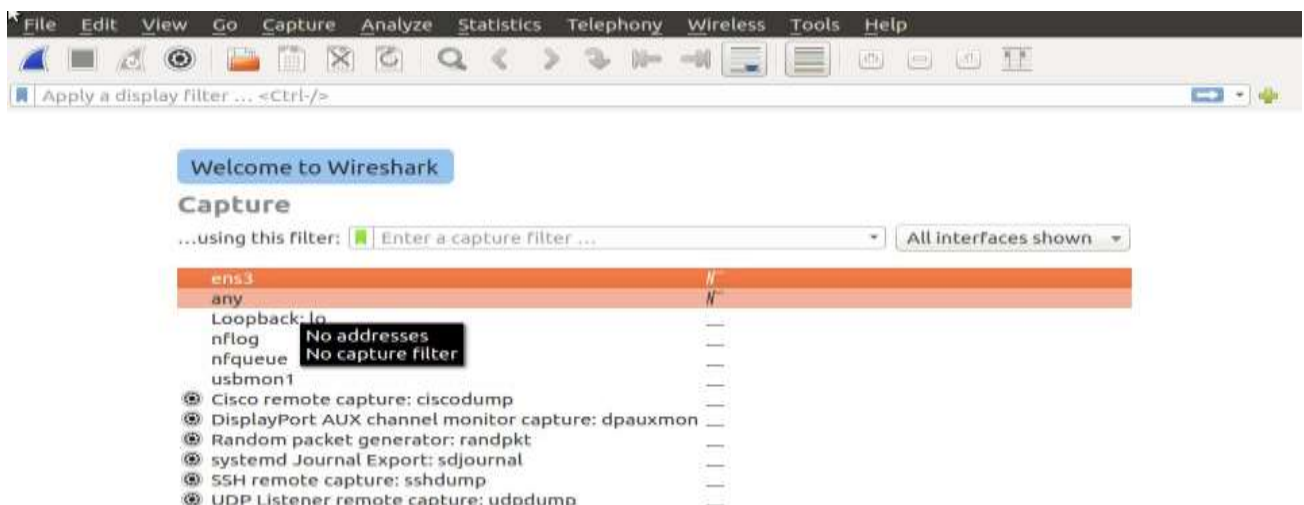 File Edit View Go Capture Analyze Statistics Telephony Wireless Tools Help
Apply a display filter ... <Ctrl-/>
Welcome to Wireshark
Capture
...using this filter: Enter a capture filter ... All interfaces shown
ens3
any
Loopback: lo
nflog
nfqueue
No addresses
No capture filter
usbmon1
Cisco remote capture: ciscodump
DisplayPort AUX channel monitor capture: dpauxmon
Random packet generator: randpkt
systemd Journal Export: sdjournal
SSH remote capture: sshdump
UDP Listener remote capture: udpdump